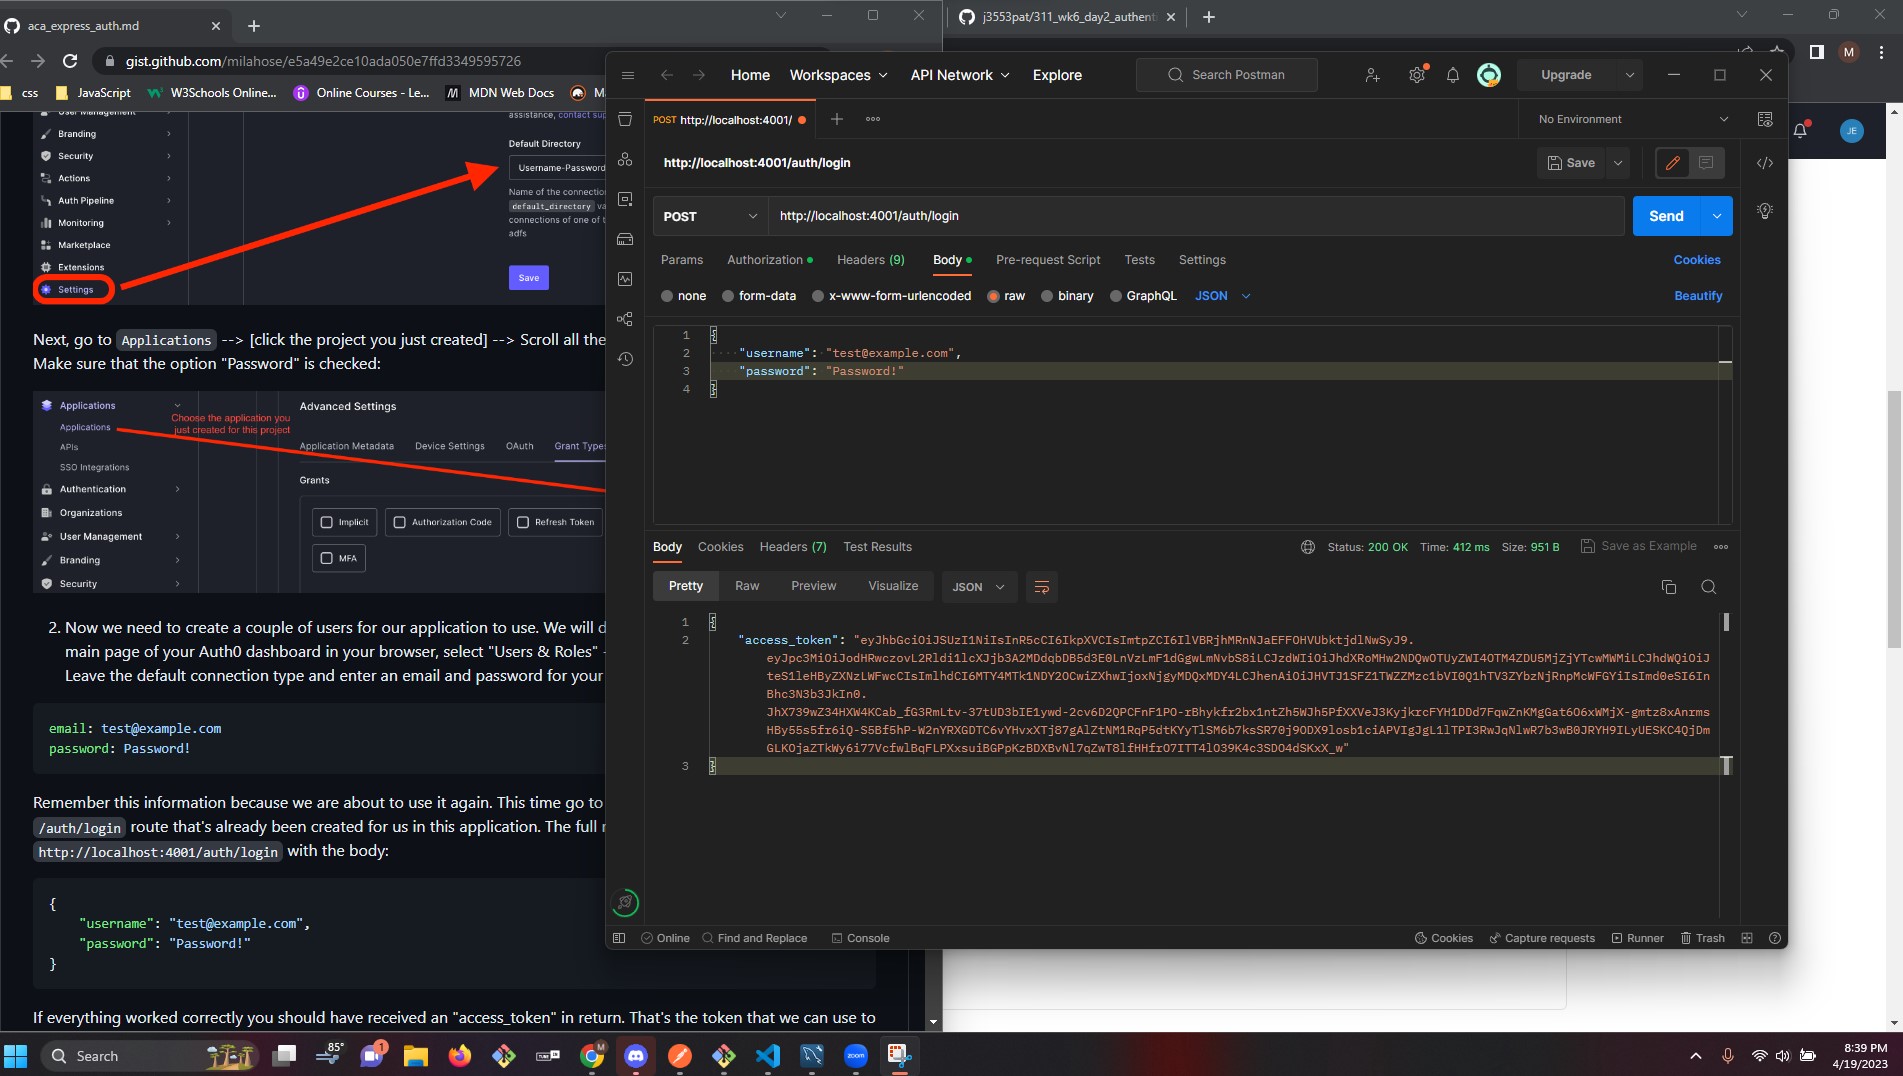 aca_express_auth.md
j3553pat/311_wk6_day2_authenti
gist.github.com/milahose/e5a49e2ce10ada050e7ffd3349595726
css
JavaScript
W3Schools Online...
Online Courses - Le...
MDN Web Docs
M
User Management
Branding
Security
Actions
Auth Pipeline
Monitoring
Marketplace
Extensions
Settings
assistance, contact sup
Default Directory
Username-Password
Name of the connectio
default_directory va
connections of one of t
adfs
Save
Next, go to Applications --> [click the project you just created] --> Scroll all the
Make sure that the option "Password" is checked:
Applications
Applications
APIs
SSO Integrations
Authentication
Organizations
User Management
Branding
Security
Choose the application you
just created for this project
Advanced Settings
Application Metadata
Device Settings
OAuth
Grant Types
Grants
Implicit
Authorization Code
Refresh Token
MFA
2. Now we need to create a couple of users for our application to use. We will d
main page of your Auth0 dashboard in your browser, select "Users & Roles" -
Leave the default connection type and enter an email and password for your
email: test@example.com
password: Password!
Remember this information because we are about to use it again. This time go to
/auth/login route that's already been created for us in this application. The full r
http://localhost:4001/auth/login with the body:
{
"username": "test@example.com",
"password": "Password!"
}
If everything worked correctly you should have received an "access_token" in return. That's the token that we can use to
Home
Workspaces
API Network
Explore
Search Postman
Upgrade
POST http://localhost:4001/
No Environment
http://localhost:4001/auth/login
Save
POST
http://localhost:4001/auth/login
Send
Params
Authorization
Headers (9)
Body
Pre-request Script
Tests
Settings
Cookies
none
form-data
x-www-form-urlencoded
raw
binary
GraphQL
JSON
Beautify
1 {
2 "username": "test@example.com",
3 "password": "Password!"
4 }
Body
Cookies
Headers (7)
Test Results
Status: 200 OK
Time: 412 ms
Size: 951 B
Save as Example
Pretty
Raw
Preview
Visualize
JSON
1 {
2 "access_token":
3 }
Online
Find and Replace
Console
Cookies
Capture requests
Runner
Trash
M
JE
Search
85°
1
M
zoom
8:39 PM
4/19/2023